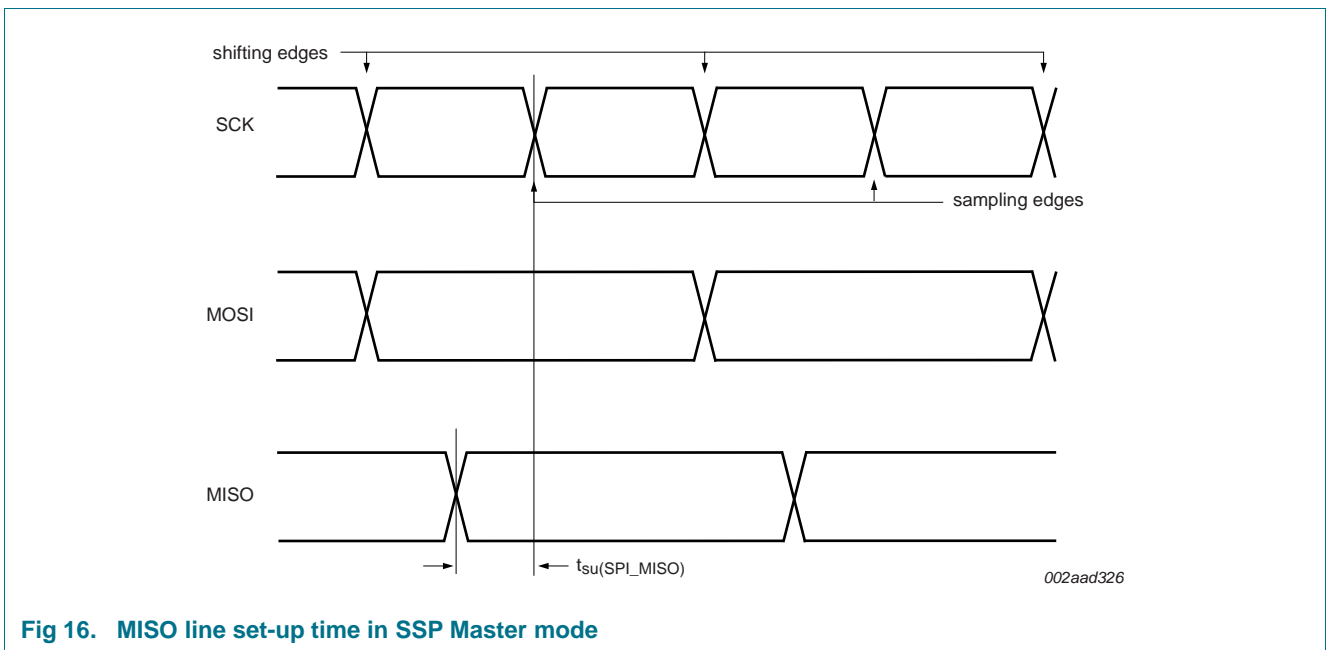 shifting edges
SCK
sampling edges
MOSI
MISO
tsu(SPI_MISO)
002aad326
Fig 16. MISO line set-up time in SSP Master mode